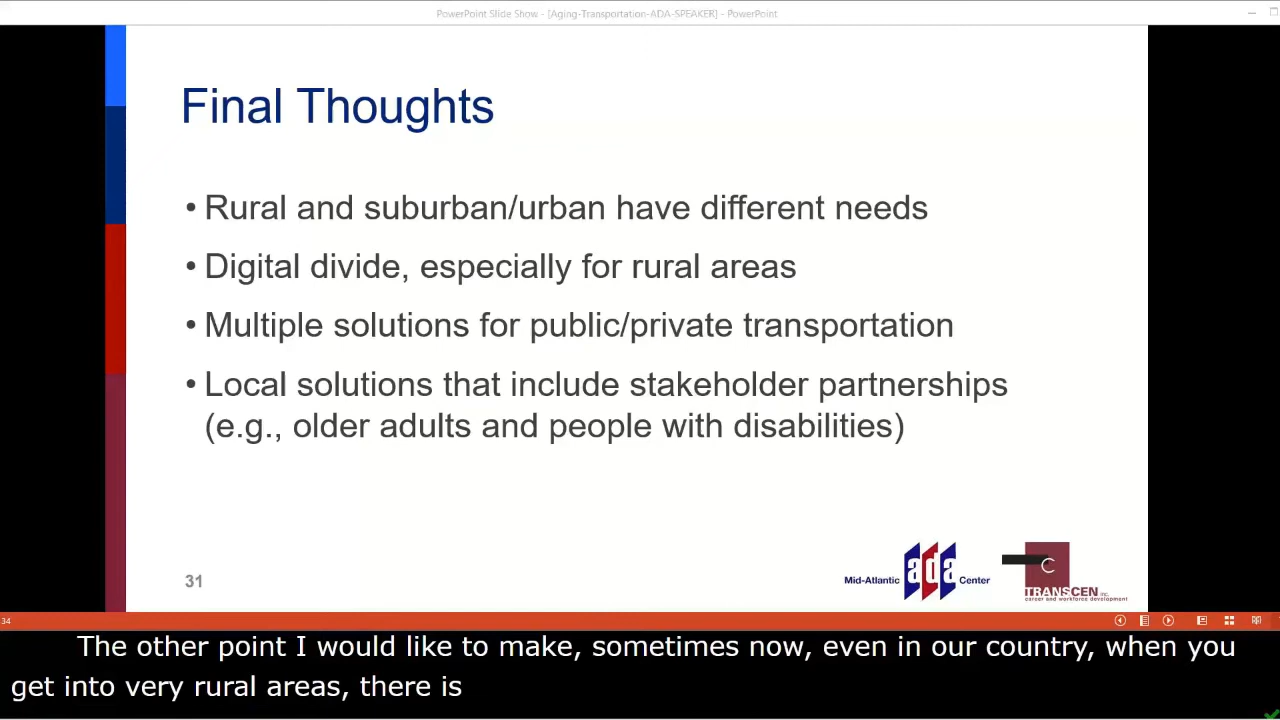 PowerPoint Slide Show - [Aging-Transportation-ADA-SPEAKER] - PowerPoint
Final Thoughts
• Rural and suburban/urban have different needs
• Digital divide, especially for rural areas
• Multiple solutions for public/private transportation
• Local solutions that include stakeholder partnerships
(e.g., older adults and people with disabilities)
31
Mid-Atlantic ada Center
C
TRANSCEN inc.
career and workforce development
34
The other point I would like to make, sometimes now, even in our country, when you
get into very rural areas, there is